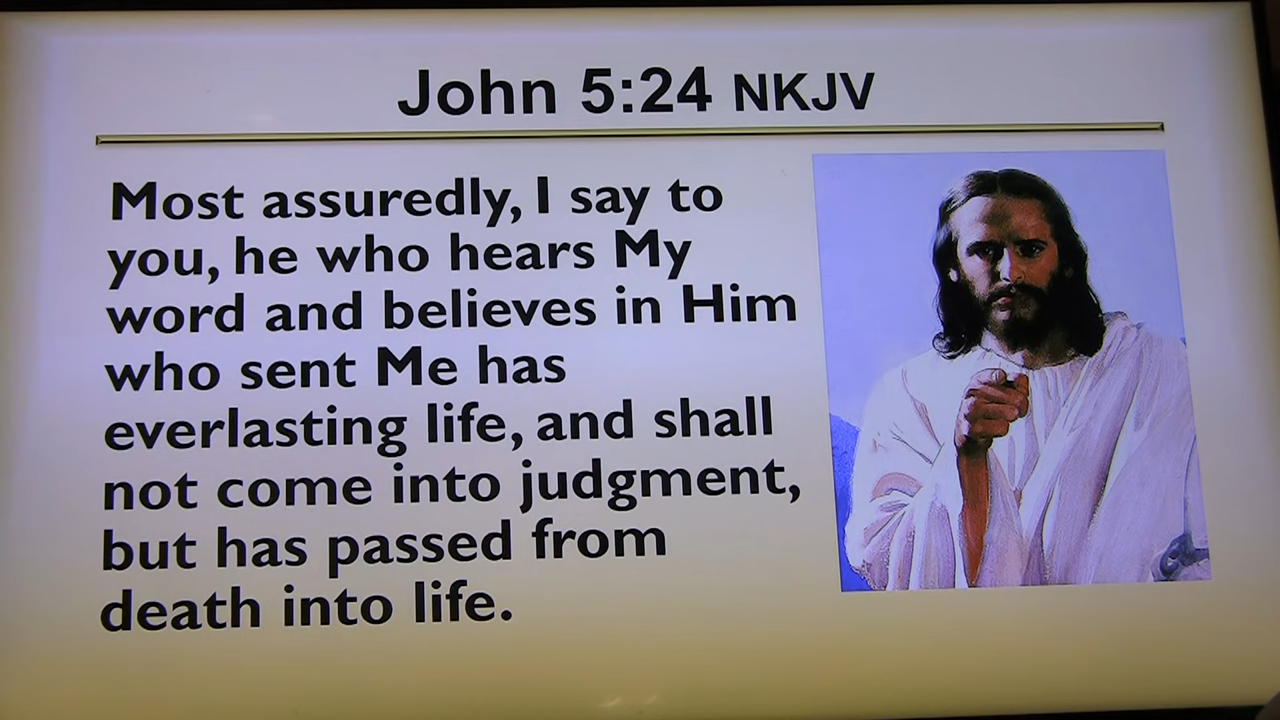 John 5:24 NKJV
Most assuredly, I say to
you, he who hears My
word and believes in Him
who sent Me has
everlasting life, and shall
not come into judgment,
but has passed from
death into life.